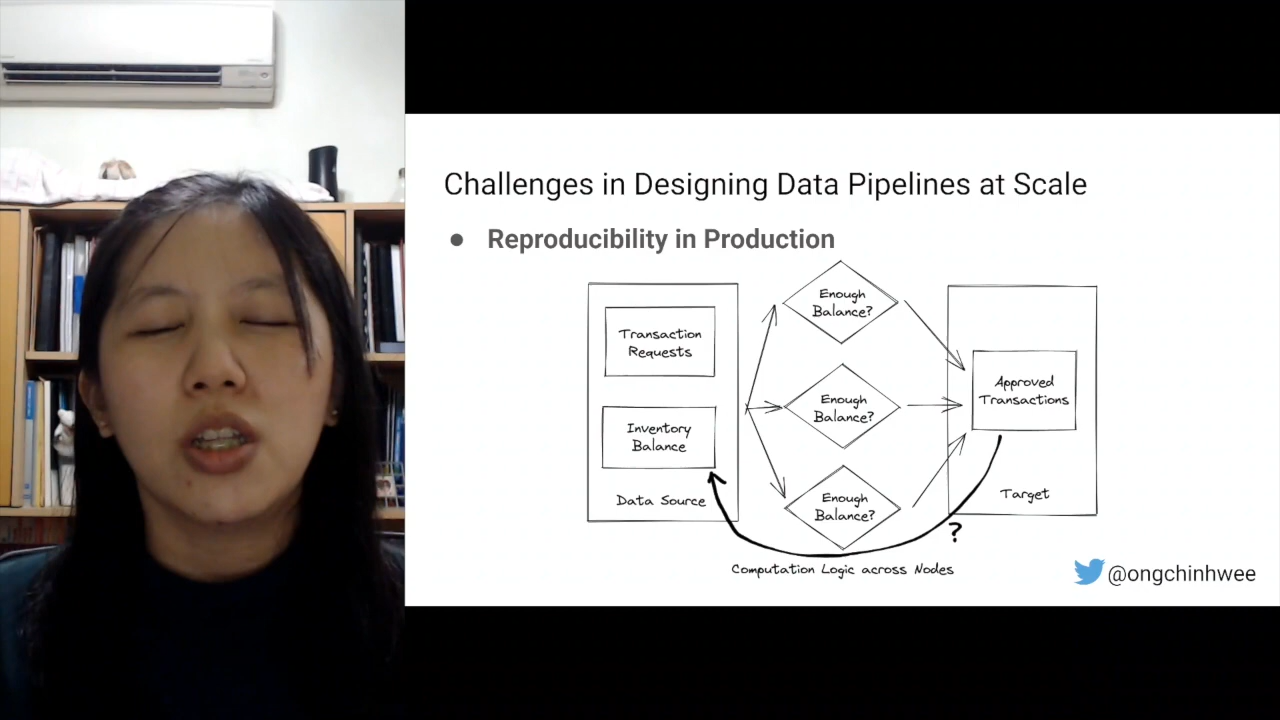 Challenges in Designing Data Pipelines at Scale
● Reproducibility in Production
Transaction
Requests
Inventory
Balance
Data Source
Enough
Balance?
Enough
Balance?
Enough
Balance?
Approved
Transactions
Target
?
Computation Logic across Nodes
@ongchinhwee